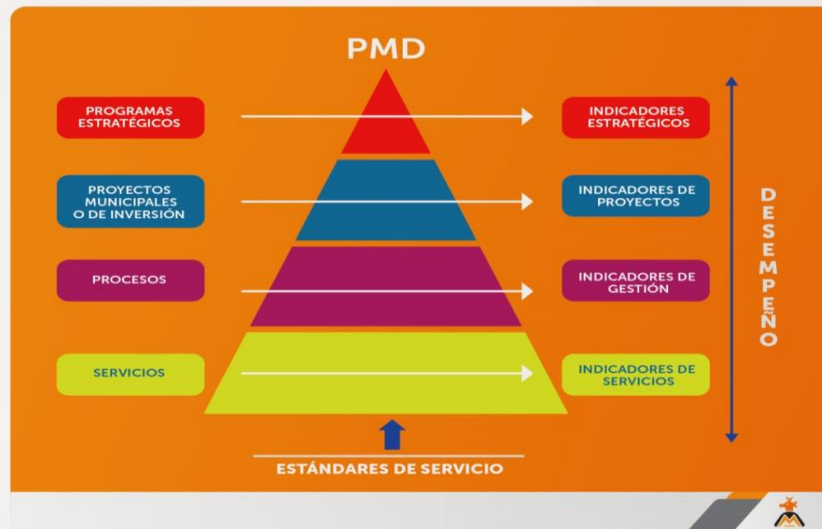 PMD
PROGRAMAS
ESTRATÉGICOS
INDICADORES
ESTRATÉGICOS
PROYECTOS
MUNICIPALES
O DE INVERSIÓN
INDICADORES DE
PROYECTOS
PROCESOS
INDICADORES DE
GESTIÓN
SERVICIOS
INDICADORES DE
SERVICIOS
DESEMPEÑO
ESTÁNDARES DE SERVICIO